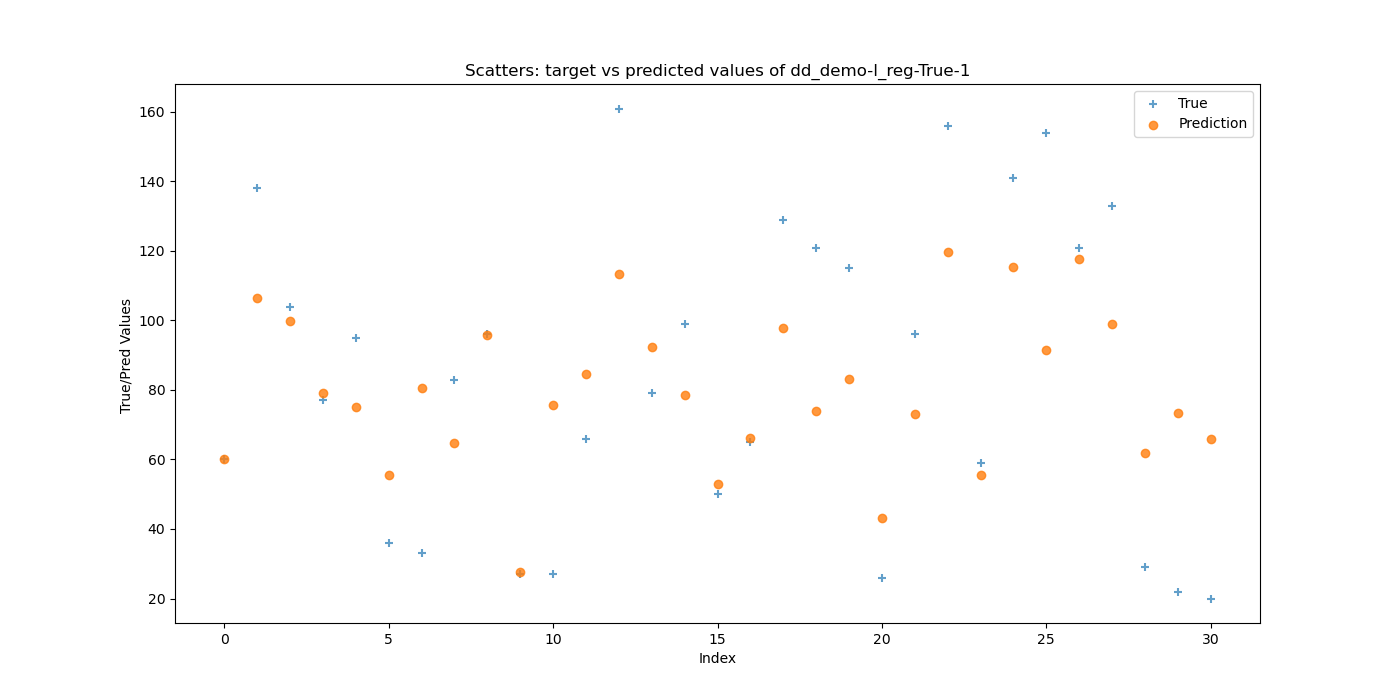 Scatters: target vs predicted values of dd_demo-l_reg-True-1
True
Prediction
160
140
120
100
80
60
40
20
True/Pred Values
0 5 10 15 20 25 30
Index